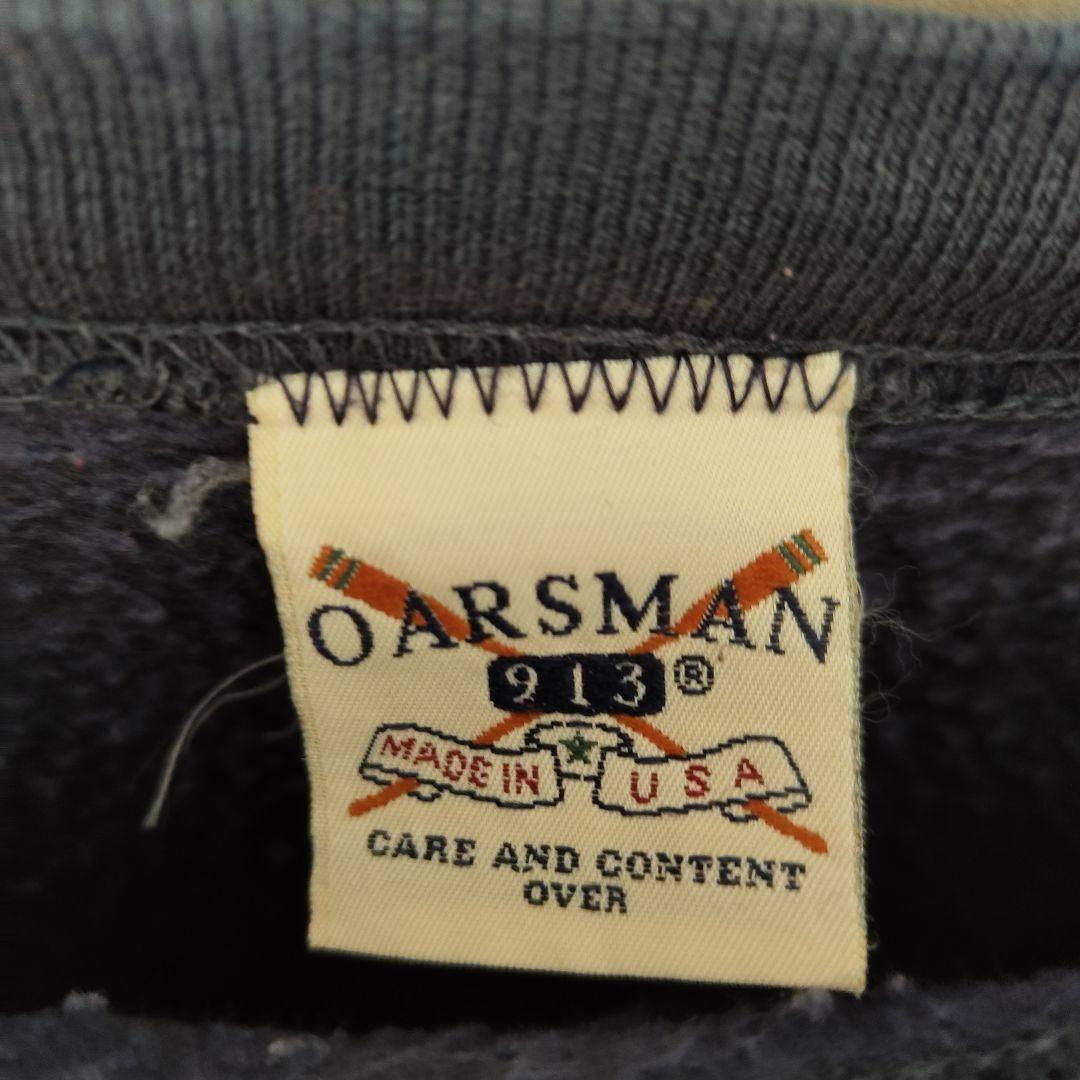 OARSMAN
913®
MADE IN USA
CARE AND CONTENT
OVER